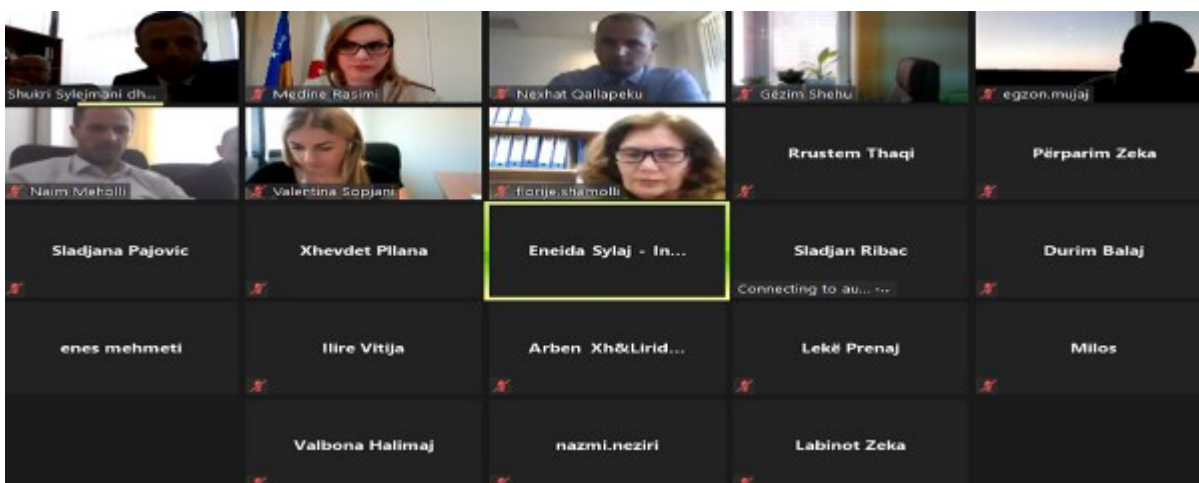 Shukri Sylejmani dh...
Medine Rasimi
Nexhat Qallapeku
Gëzim Shehu
egzon.mujaj
Naim Meholli
Valentina Sopjani
florije.shamolli
Rrustem Thaqi
Përparim Zeka
Sladjana Pajovic
Xhevdet Pllana
Eneida Sylaj - In...
Sladjan Ribac
Connecting to au...
Durim Balaj
enes mehmeti
Ilire Vitija
Arben Xh&Lirid...
Lekë Prenaj
Milos
Valbona Halimaj
nazmi.neziri
Labinot Zeka